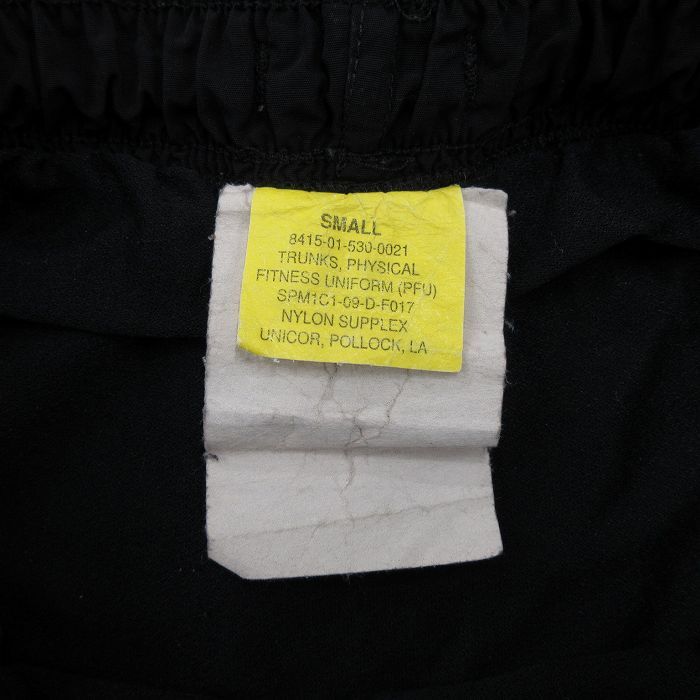 SMALL
8415-01-530-0021
TRUNKS, PHYSICAL
FITNESS UNIFORM (PFU)
SPM1C1-09-D-F017
NYLON SUPPLEX
UNICOR, POLLOCK, LA